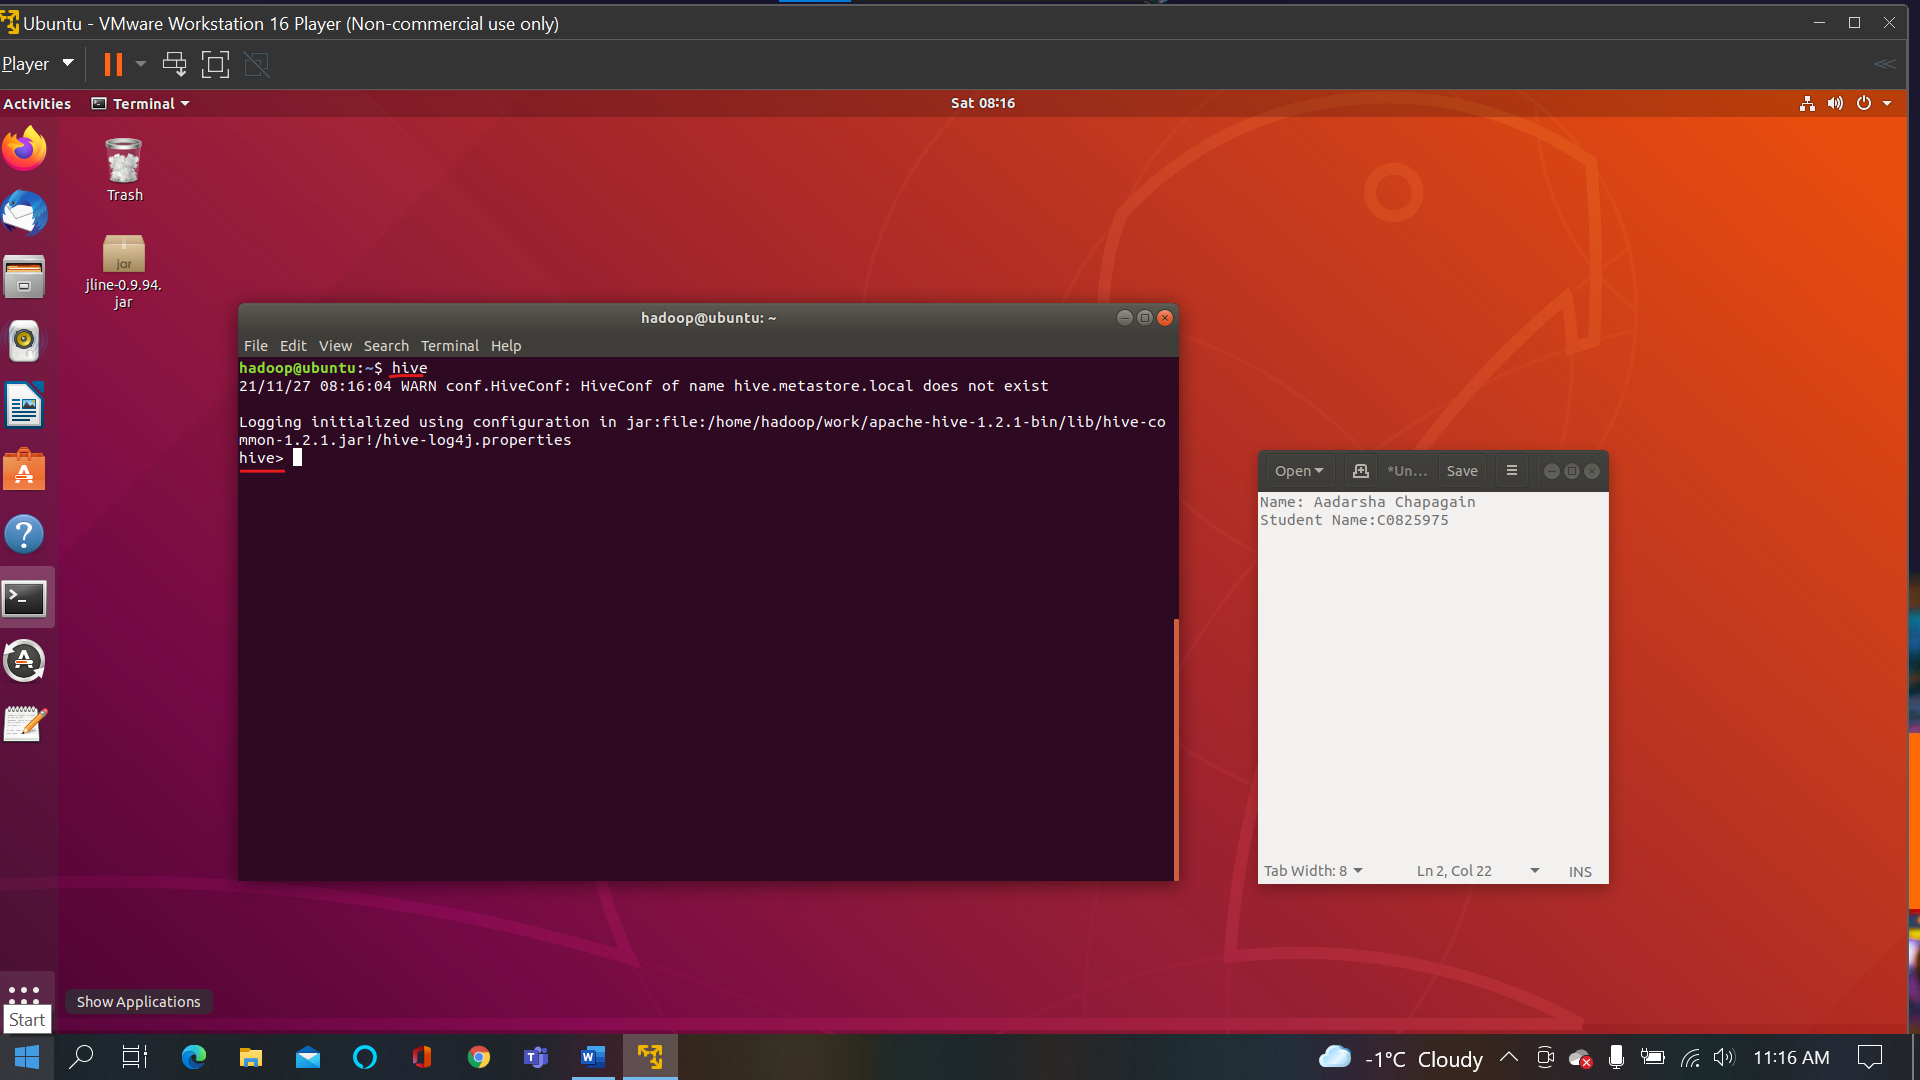 Ubuntu - VMware Workstation 16 Player (Non-commercial use only)
Player
Activities
Terminal
Sat 08:16
Trash
jar
jline-0.9.94.
jar
hadoop@ubuntu: ~
File Edit View Search Terminal Help
hadoop@ubuntu:~$ hive
21/11/27 08:16:04 WARN conf.HiveConf: HiveConf of name hive.metastore.local does not exist
Logging initialized using configuration in jar:file:/home/hadoop/work/apache-hive-1.2.1-bin/lib/hive-co
mmon-1.2.1.jar!/hive-log4j.properties
hive>
Open *Un... Save
Name: Aadarsha Chapagain
Student Name:C0825975
Tab Width: 8 Ln 2, Col 22 INS
Show Applications
Start
-1°C Cloudy
11:16 AM